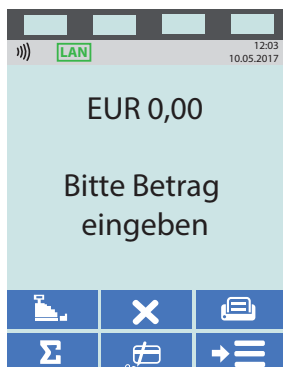 LAN
12:03
10.05.2017
EUR 0,00
Bitte Betrag
eingeben
Σ